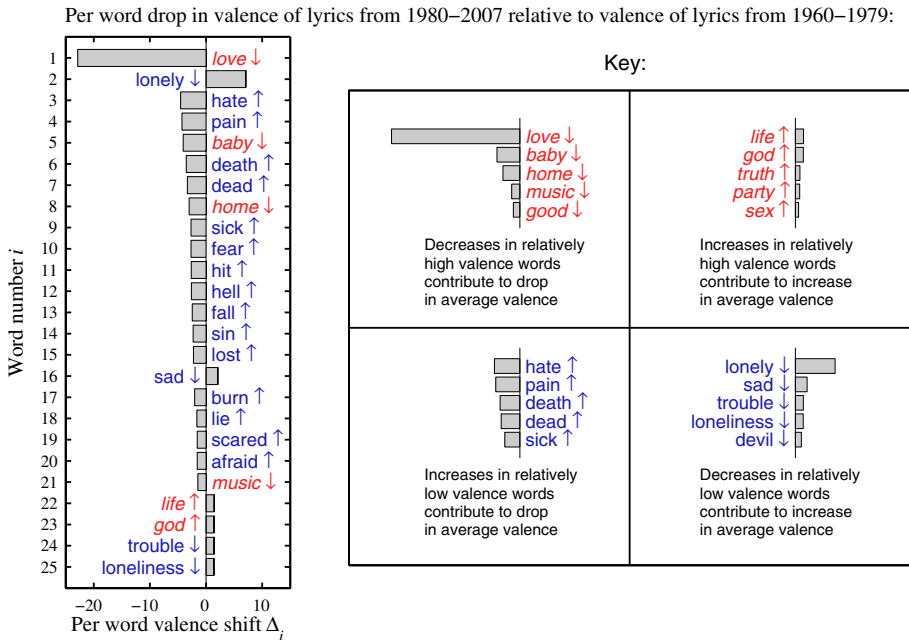 Per word drop in valence of lyrics from 1980−2007 relative to valence of lyrics from 1960−1979:
Word number i
1 love ↓
2 lonely ↓
3 hate ↑
4 pain ↑
5 baby ↓
6 death ↑
7 dead ↑
8 home ↓
9 sick ↑
10 fear ↑
11 hit ↑
12 hell ↑
13 fall ↑
14 sin ↑
15 lost ↑
16 sad ↓
17 burn ↑
18 lie ↑
19 scared ↑
20 afraid ↑
21 music ↓
22 life ↑
23 god ↑
24 trouble ↓
25 loneliness ↓
−20 −10 0 10
Per word valence shift Δi
Key:
love ↓
baby ↓
home ↓
music ↓
good ↓
Decreases in relatively
high valence words
contribute to drop
in average valence
life ↑
god ↑
truth ↑
party ↑
sex ↑
Increases in relatively
high valence words
contribute to increase
in average valence
hate ↑
pain ↑
death ↑
dead ↑
sick ↑
Increases in relatively
low valence words
contribute to drop
in average valence
lonely ↓
sad ↓
trouble ↓
loneliness ↓
devil ↓
Decreases in relatively
low valence words
contribute to increase
in average valence